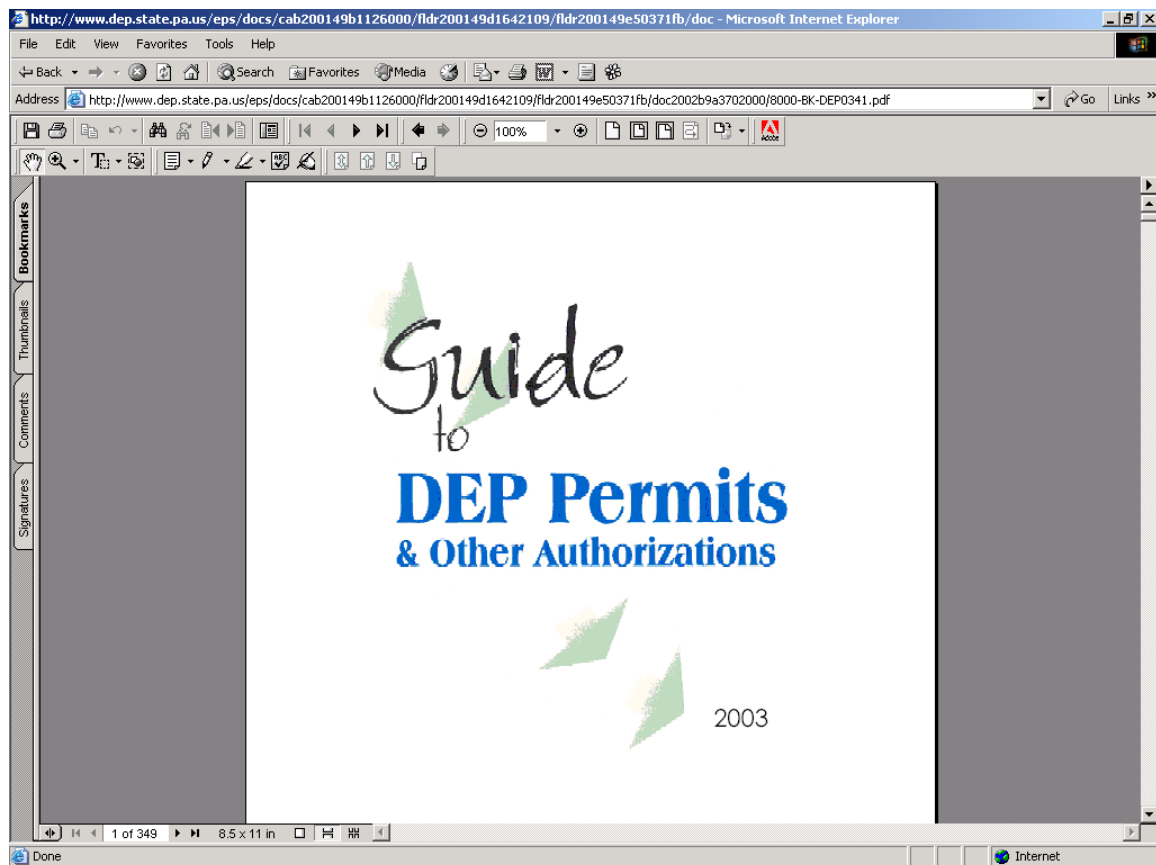 http://www.dep.state.pa.us/eps/docs/cab200149b1126000/fldr200149d1642109/fldr200149e50371fb/doc - Microsoft Internet Explorer
File Edit View Favorites Tools Help
Back Search Favorites Media
Address http://www.dep.state.pa.us/eps/docs/cab200149b1126000/fldr200149d1642109/fldr200149e50371fb/doc2002b9a3702000/8000-BK-DEP0341.pdf Go Links »
100% Adobe
Bookmarks
Thumbnails
Comments
Signatures
Guide
to
DEP Permits
& Other Authorizations
2003
1 of 349 8.5 x 11 in
Done Internet